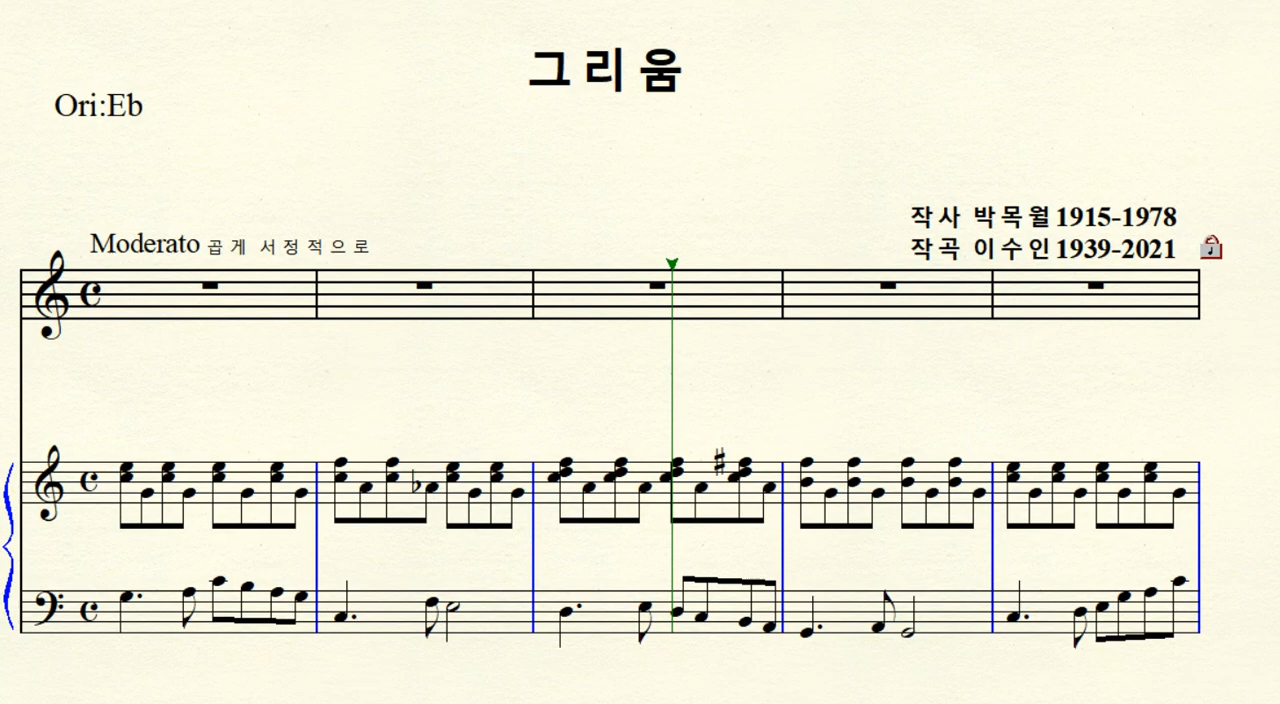 그리움
Ori:Eb
작사 박목월 1915-1978
Moderato 곱게 서정적으로
작곡 이수인 1939-2021